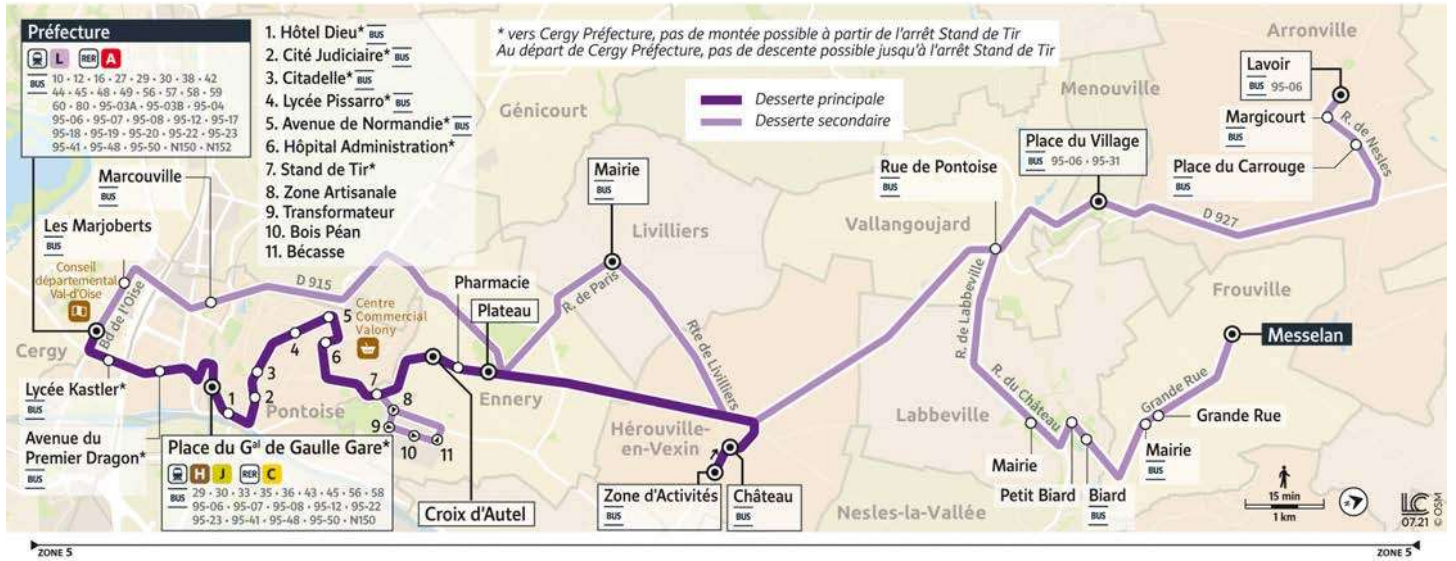 Préfecture
L RER A
BUS 10 • 12 • 16 • 27 • 29 • 30 • 38 • 42
44 • 45 • 48 • 49 • 56 • 57 • 58 • 59
60 • 80 • 95-03A • 95-03B • 95-04
95-06 • 95-07 • 95-08 • 95-12 • 95-17
95-18 • 95-19 • 95-20 • 95-22 • 95-23
95-41 • 95-48 • 95-50 • N150 • N152
1. Hôtel Dieu* BUS
2. Cité Judiciaire* BUS
3. Citadelle* BUS
4. Lycée Pissarro* BUS
5. Avenue de Normandie* BUS
6. Hôpital Administration*
7. Stand de Tir*
8. Zone Artisanale
9. Transformateur
10. Bois Péan
11. Bécasse
* vers Cergy Préfecture, pas de montée possible à partir de l'arrêt Stand de Tir
Au départ de Cergy Préfecture, pas de descente possible jusqu'à l'arrêt Stand de Tir
Desserte principale
Desserte secondaire
Génicourt
Menouville
Arronville
Lavoir
BUS 95-06
Margicourt
BUS
R. de Nesles
Place du Carrouge
BUS
Place du Village
BUS 95-06 • 95-31
Rue de Pontoise
BUS
Mairie
BUS
Marcouville
BUS
Les Marjoberts
BUS
Conseil
départemental
Val-d'Oise
Bd de l'Oise
D 915
Livilliers
Vallangoujard
D 927
Pharmacie
Plateau
R. de Paris
Rte de Livilliers
R. de Labbeville
Frouville
Messelan
Centre
Commercial
Valony
Cergy
5
4
6
3
7
2
1
8
9
10
11
Lycée Kastler*
BUS
Avenue du
Premier Dragon*
BUS
Pontoise
Ennery
Hérouville-
en-Vexin
Labbeville
R. du Château
Grande Rue
Grande Rue
Mairie
BUS
Mairie
Petit Biard
Biard
BUS
Place du Gal de Gaulle Gare*
H J RER C
BUS 29 • 30 • 33 • 35 • 36 • 43 • 45 • 56 • 58
95-06 • 95-07 • 95-08 • 95-12 • 95-22
95-23 • 95-41 • 95-48 • 95-50 • N150
Croix d'Autel
Zone d'Activités
BUS
Château
BUS
Nesles-la-Vallée
15 min
1 km
LC
07.21
© OSM
ZONE 5
ZONE 5